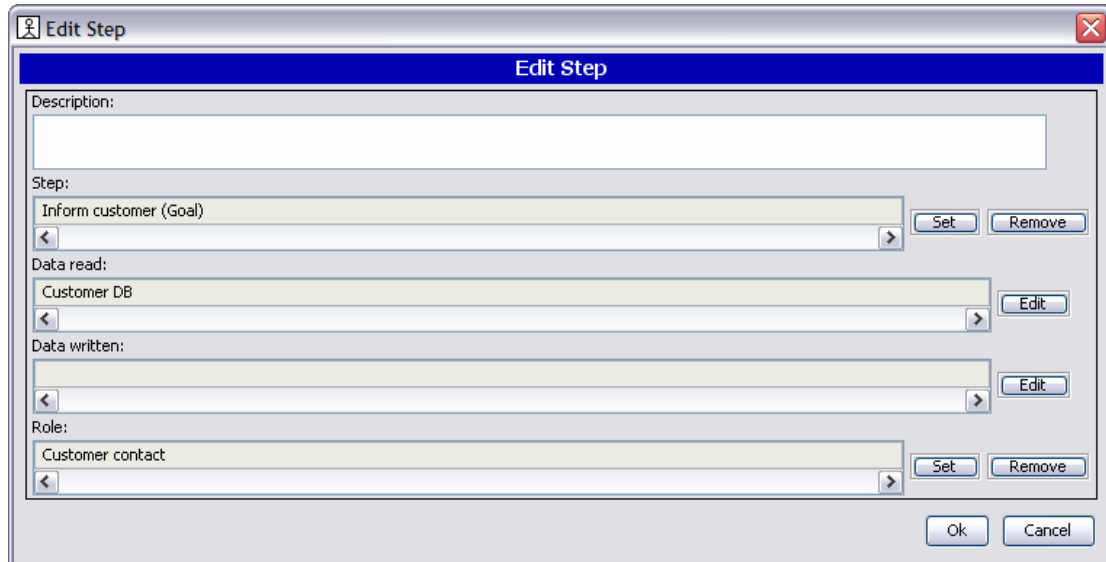 Edit Step
Edit Step
Description:
Step:
Inform customer (Goal)
Set Remove
Data read:
Customer DB
Edit
Data written:
Edit
Role:
Customer contact
Set Remove
Ok Cancel